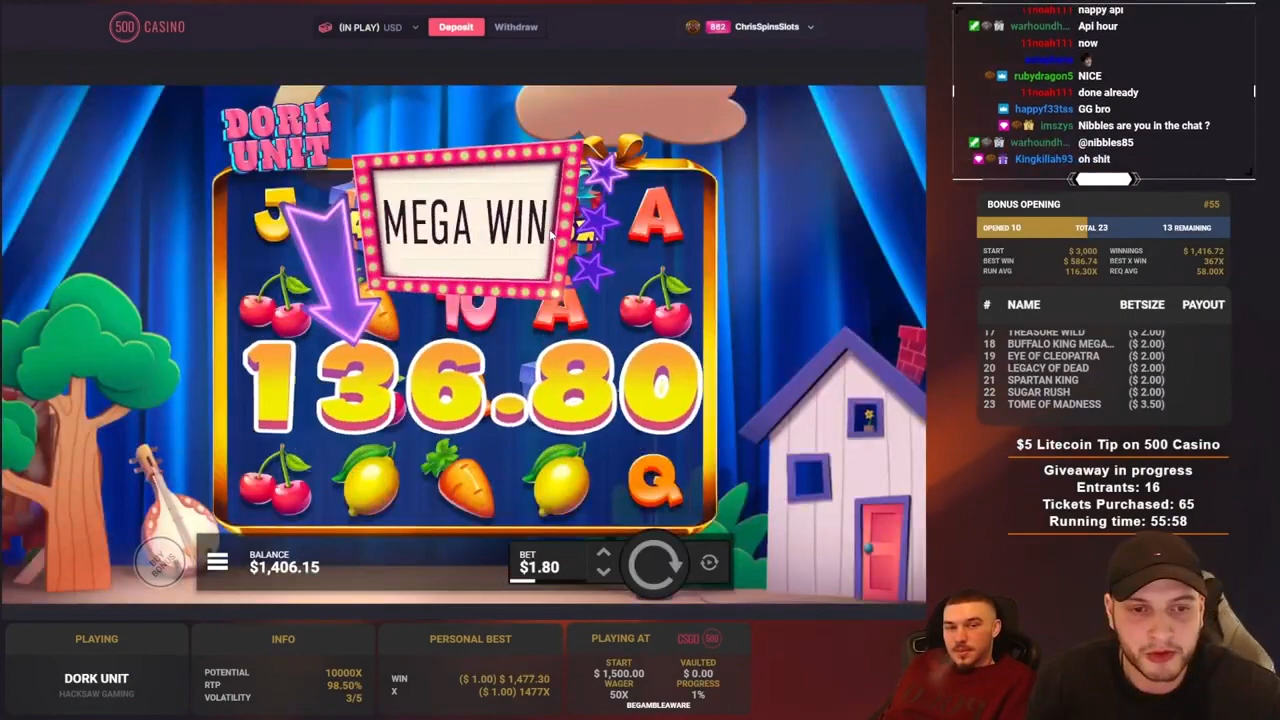 500 CASINO
(IN PLAY) USD
Deposit
Withdraw
862 ChrisSpinsSlots
DORK
UNIT
MEGA WIN
J
A
10
A
136.80
Q
BUY
BONUS
BALANCE
$1,406.15
BET
$1.80
11noah111 happy api
warhoundh... Api hour
11noah111 now
rubydragon5 NICE
11noah111 done already
happyf33tss GG bro
imszys Nibbles are you in the chat ?
warhoundh... @nibbles85
Kingkillah93 oh shit
BONUS OPENING #55
OPENED 10 TOTAL 23 13 REMAINING
START $ 3,000 WINNINGS $ 1,416.72
BEST WIN $ 586.74 BEST X WIN 367X
RUN AVG 116.30X REQ AVG 58.00X
# NAME BETSIZE PAYOUT
17 TREASURE WILD ($ 2.00)
18 BUFFALO KING MEGA... ($ 2.00)
19 EYE OF CLEOPATRA ($ 2.00)
20 LEGACY OF DEAD ($ 2.00)
21 SPARTAN KING ($ 2.00)
22 SUGAR RUSH ($ 2.00)
23 TOME OF MADNESS ($ 3.50)
$5 Litecoin Tip on 500 Casino
Giveaway in progress
Entrants: 16
Tickets Purchased: 65
Running time: 55:58
PLAYING
DORK UNIT
HACKSAW GAMING
INFO
POTENTIAL 10000X
RTP 98.50%
VOLATILITY 3/5
PERSONAL BEST
WIN ($ 1.00) $ 1,477.30
X ($ 1.00) 1477X
PLAYING AT CSGO 500
START VAULTED
$ 1,500.00 $ 0.00
WAGER PROGRESS
50X 1%
BEGAMBLEAWARE